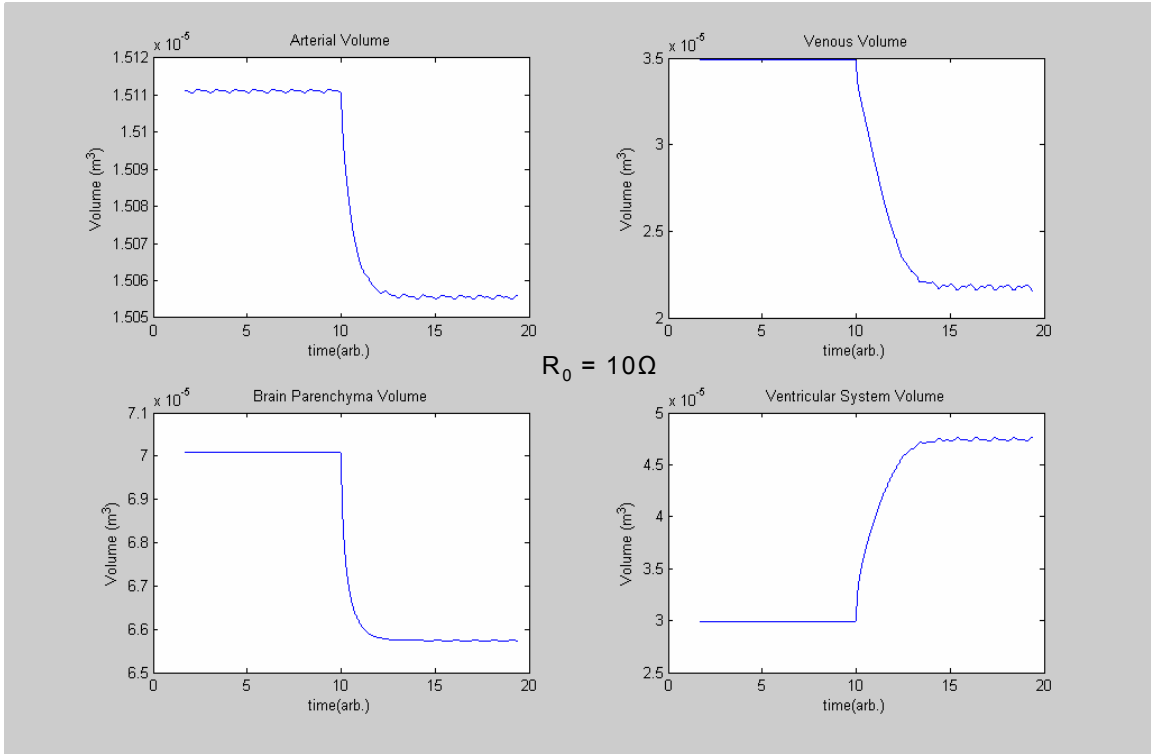 Arterial Volume
x 10⁻⁵
1.512
1.511
1.51
1.509
1.508
1.507
1.506
1.505
Volume (m³)
0
5
10
15
20
time(arb.)
Venous Volume
x 10⁻⁵
3.5
3
2.5
2
Volume (m³)
0
5
10
15
20
time(arb.)
R₀ = 10Ω
Brain Parenchyma Volume
x 10⁻⁵
7.1
7
6.9
6.8
6.7
6.6
6.5
Volume (m³)
0
5
10
15
20
time(arb.)
Ventricular System Volume
x 10⁻⁵
5
4.5
4
3.5
3
2.5
Volume (m³)
0
5
10
15
20
time(arb.)